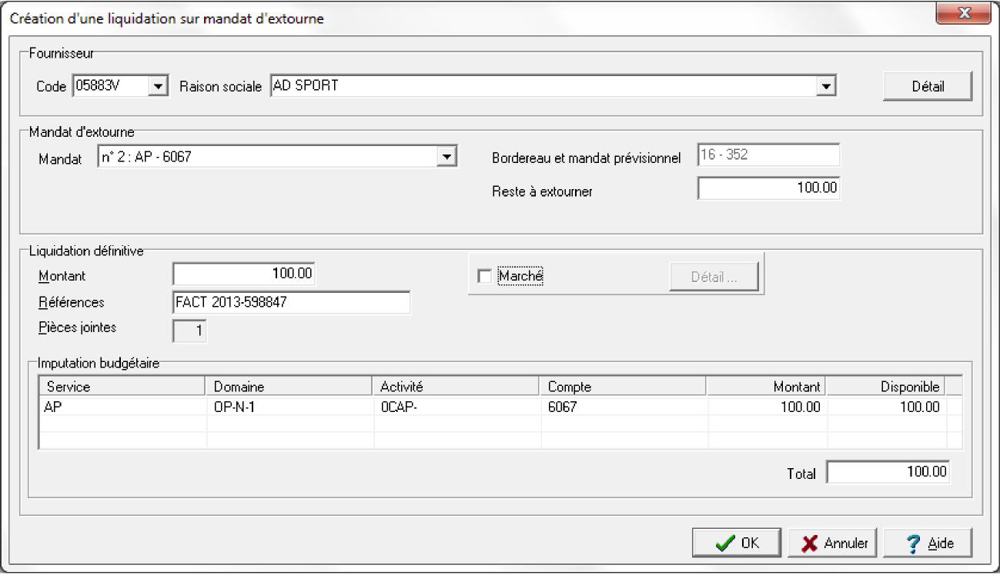 Création d'une liquidation sur mandat d'extourne
Fournisseur
Code 05883V Raison sociale AD SPORT Détail
Mandat d'extourne
Mandat n° 2 : AP - 6067 Bordereau et mandat prévisionnel 16 - 352
Reste à extourner 100.00
Liquidation définitive
Montant 100.00 Marché Détail ...
Références FACT 2013-598847
Pièces jointes 1
Imputation budgétaire
Service Domaine Activité Compte Montant Disponible
AP OP-N-1 0CAP- 6067 100.00 100.00
Total 100.00
OK Annuler ? Aide